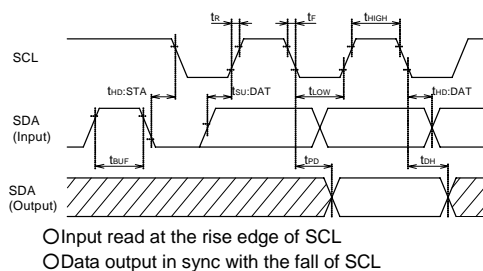 tR tF tHIGH
SCL
tHD:STA tSU:DAT tLOW tHD:DAT
SDA
(Input)
tBUF tPD tDH
SDA
(Output)
○Input read at the rise edge of SCL
○Data output in sync with the fall of SCL